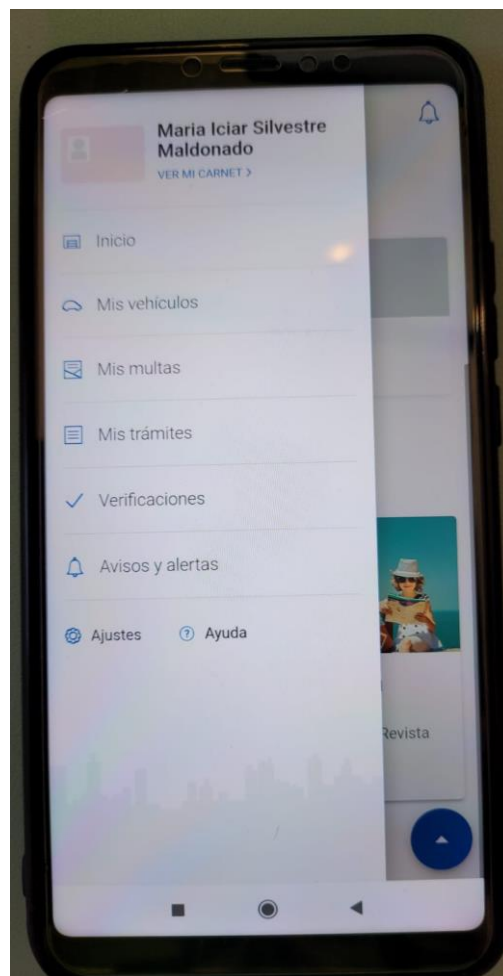 Maria Iciar Silvestre
Maldonado
VER MI CARNET >
Inicio
Mis vehículos
Mis multas
Mis trámites
Verificaciones
Avisos y alertas
Ajustes
? Ayuda
Revista